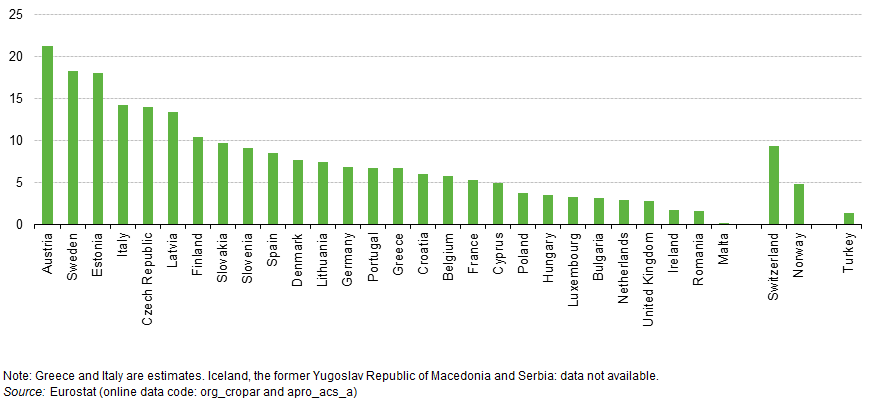 25
20
15
10
5
0
Austria
Sweden
Estonia
Italy
Czech Republic
Latvia
Finland
Slovakia
Slovenia
Spain
Denmark
Lithuania
Germany
Portugal
Greece
Croatia
Belgium
France
Cyprus
Poland
Hungary
Luxembourg
Bulgaria
Netherlands
United Kingdom
Ireland
Romania
Malta
Switzerland
Norway
Turkey
Note: Greece and Italy are estimates. Iceland, the former Yugoslav Republic of Macedonia and Serbia: data not available.
Source: Eurostat (online data code: org_cropar and apro_acs_a)